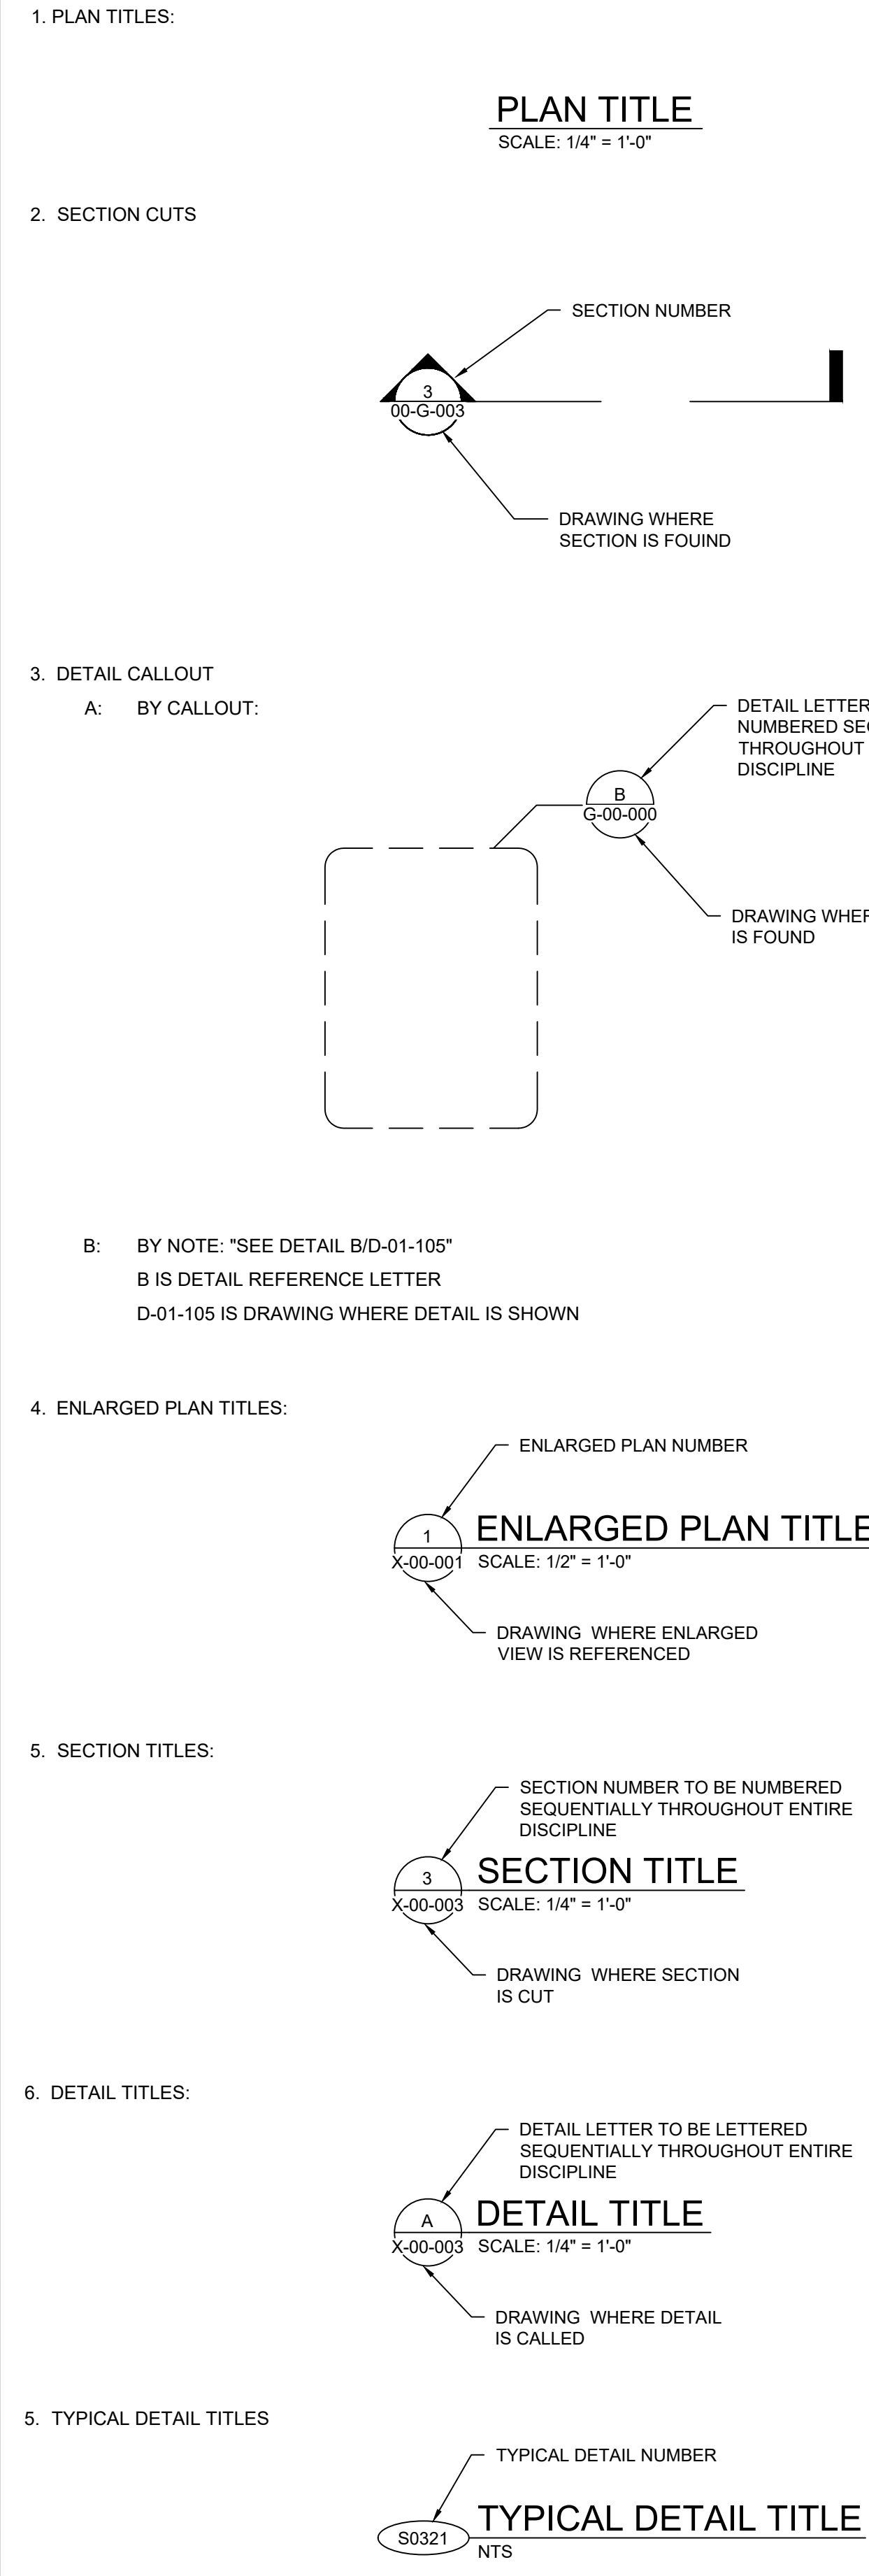 1. PLAN TITLES:
PLAN TITLE
SCALE: 1/4" = 1'-0"
2. SECTION CUTS
SECTION NUMBER
3
00-G-003
DRAWING WHERE
SECTION IS FOUIND
3. DETAIL CALLOUT
A: BY CALLOUT:
DETAIL LETTER
NUMBERED
THROUGHOUT
DISCIPLINE
B
G-00-000
DRAWING
IS FOUND
B: BY NOTE: "SEE DETAIL B/D-01-105"
B IS DETAIL REFERENCE LETTER
D-01-105 IS DRAWING WHERE DETAIL IS SHOWN
4. ENLARGED PLAN TITLES:
ENLARGED PLAN NUMBER
1
ENLARGED PLAN TITLE
X-00-001
SCALE: 1/2" = 1'-0"
DRAWING WHERE ENLARGED
VIEW IS REFERENCED
5. SECTION TITLES:
SECTION NUMBER TO BE NUMBERED
SEQUENTIALLY THROUGHOUT ENTIRE
DISCIPLINE
3
SECTION TITLE
X-00-003
SCALE: 1/4" = 1'-0"
DRAWING WHERE SECTION
IS CUT
6. DETAIL TITLES:
DETAIL LETTER TO BE LETTERED
SEQUENTIALLY THROUGHOUT ENTIRE
DISCIPLINE
A
DETAIL TITLE
X-00-003
SCALE: 1/4" = 1'-0"
DRAWING WHERE DETAIL
IS CALLED
5. TYPICAL DETAIL TITLES
TYPICAL DETAIL NUMBER
S0321
TYPICAL DETAIL TITLE
NTS